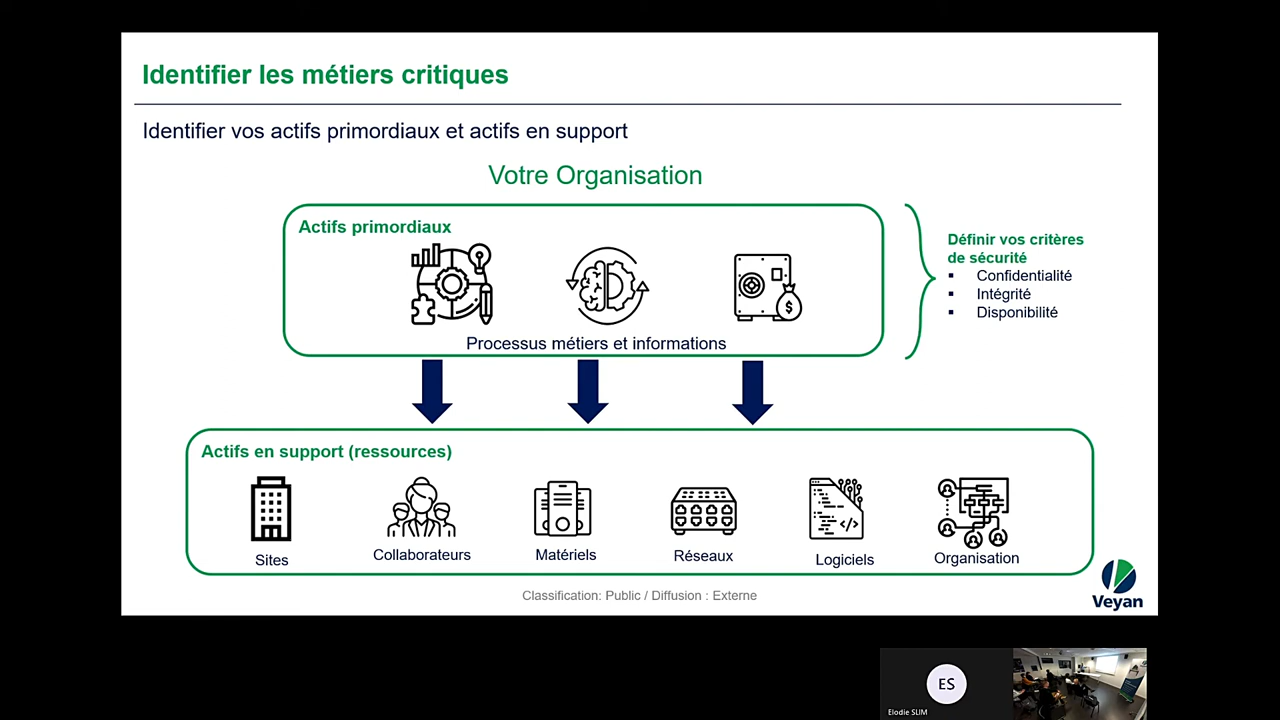 Identifier les métiers critiques
Identifier vos actifs primordiaux et actifs en support
Votre Organisation
Actifs primordiaux
$
Processus métiers et informations
Définir vos critères
de sécurité
▪ Confidentialité
▪ Intégrité
▪ Disponibilité
Actifs en support (ressources)
</>
Sites
Collaborateurs
Matériels
Réseaux
Logiciels
Organisation
Veyan
Classification: Public / Diffusion : Externe
ES
Elodie SLIM